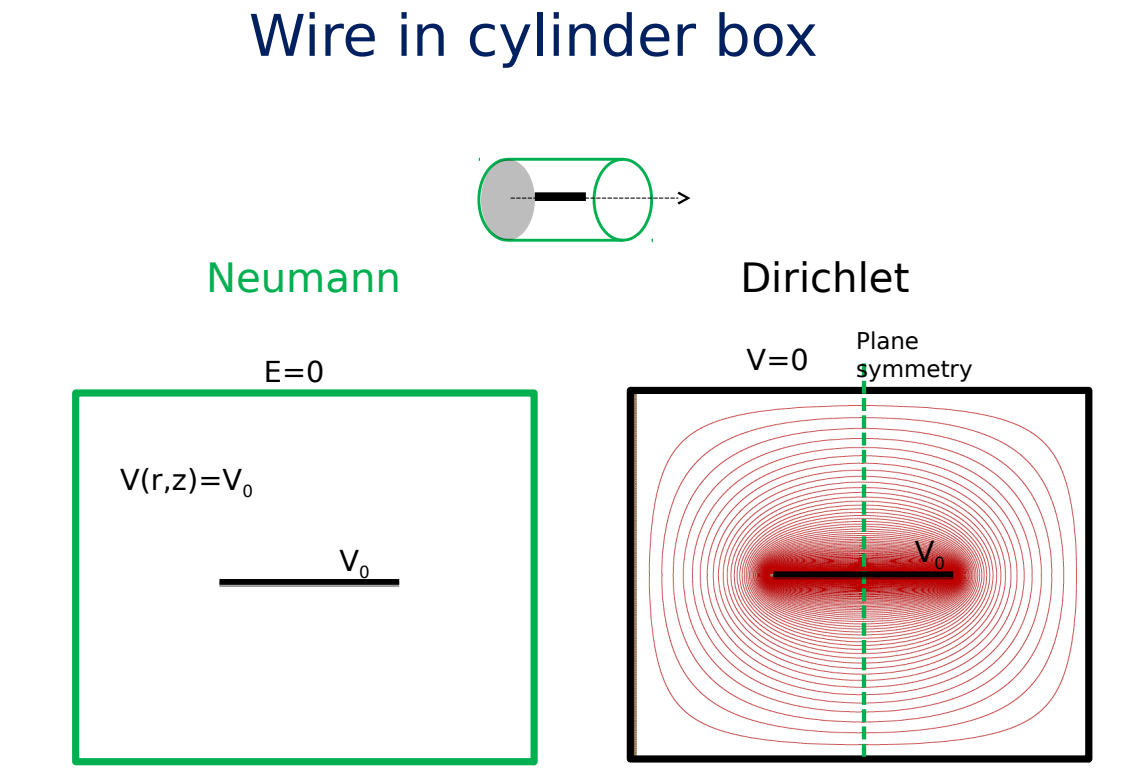 Wire in cylinder box
Neumann
Dirichlet
E=0
V(r,z)=V₀
V₀
V=0
Plane
symmetry
V₀